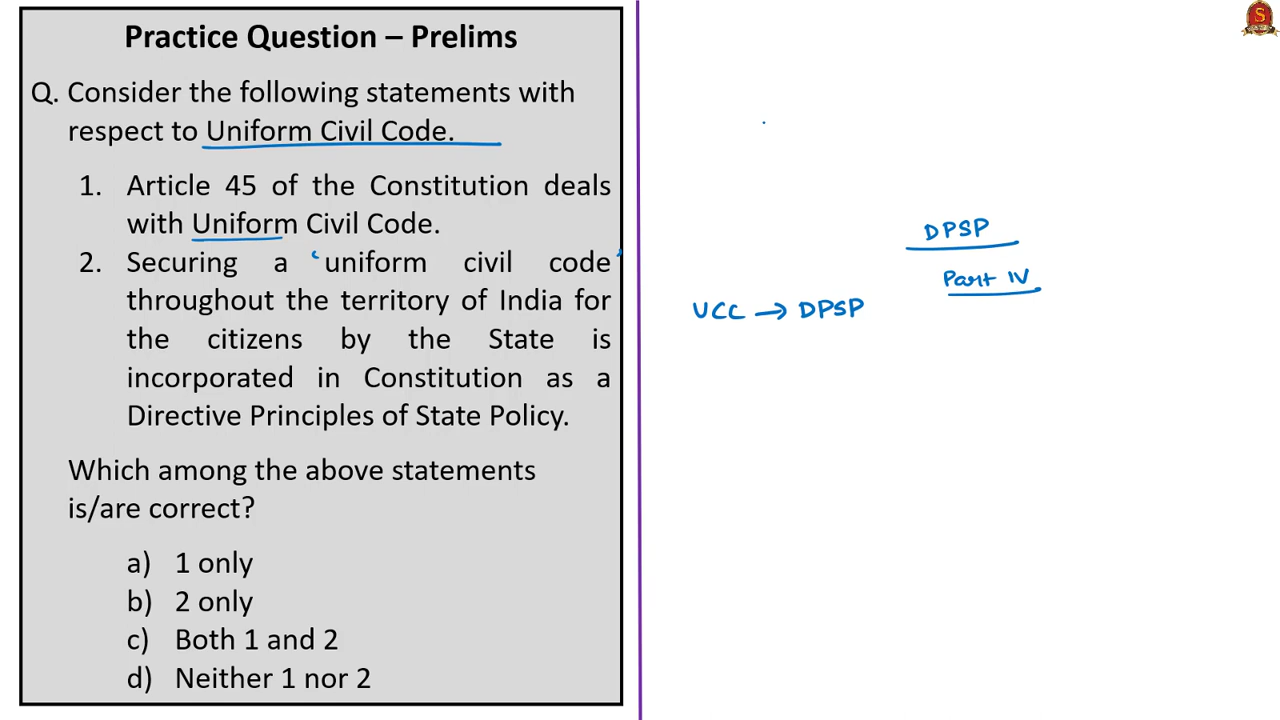 Practice Question – Prelims
Q. Consider the following statements with
respect to Uniform Civil Code.
1. Article 45 of the Constitution deals
with Uniform Civil Code.
2. Securing a ‘uniform civil code’
throughout the territory of India for
the citizens by the State is
incorporated in Constitution as a
Directive Principles of State Policy.
Which among the above statements
is/are correct?
a) 1 only
b) 2 only
c) Both 1 and 2
d) Neither 1 nor 2
DPSP
Part IV
UCC → DPSP
S